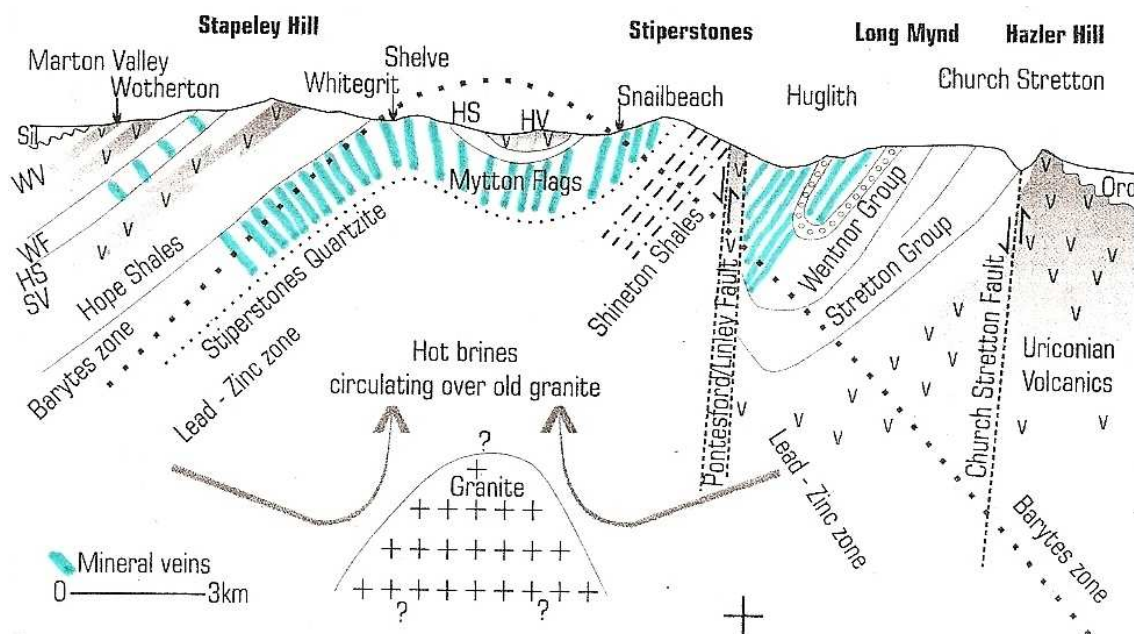 Stapeley Hill
Stiperstones
Long Mynd
Hazler Hill
Marton Valley
Wotherton
Whitegrit
Shelve
HS
HV
Snailbeach
Huglith
Church Stretton
WV
WF
HS
SV
Hope Shales
Barytes zone
Stiperstones Quartzite
Lead - Zinc zone
Mytton Flags
Shineton Shales
Pontesford/Linley Fault
Wentnor Group
Stretton Group
Church Stretton Fault
Uriconian
Volcanics
Hot brines
circulating over old granite
?
Granite
? ?
Lead - Zinc zone
Barytes zone
Mineral veins
0 3km